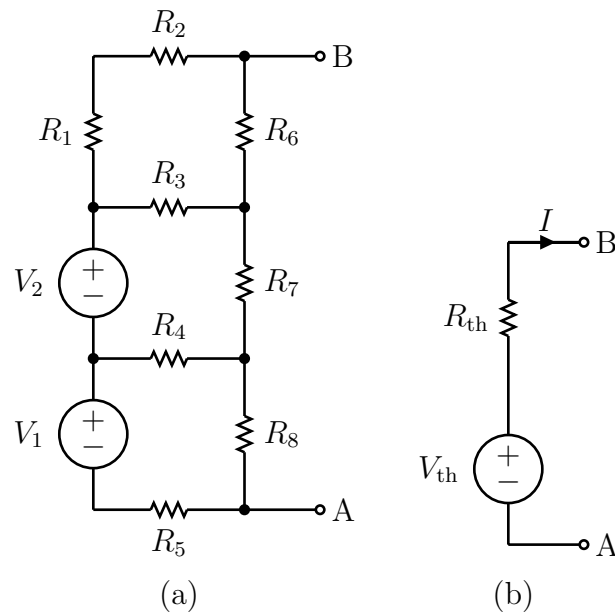 R2
B
R1
R6
R3
I
B
V2
+
−
R7
Rth
R4
V1
+
−
R8
Vth
+
−
R5
A
A
(a)
(b)